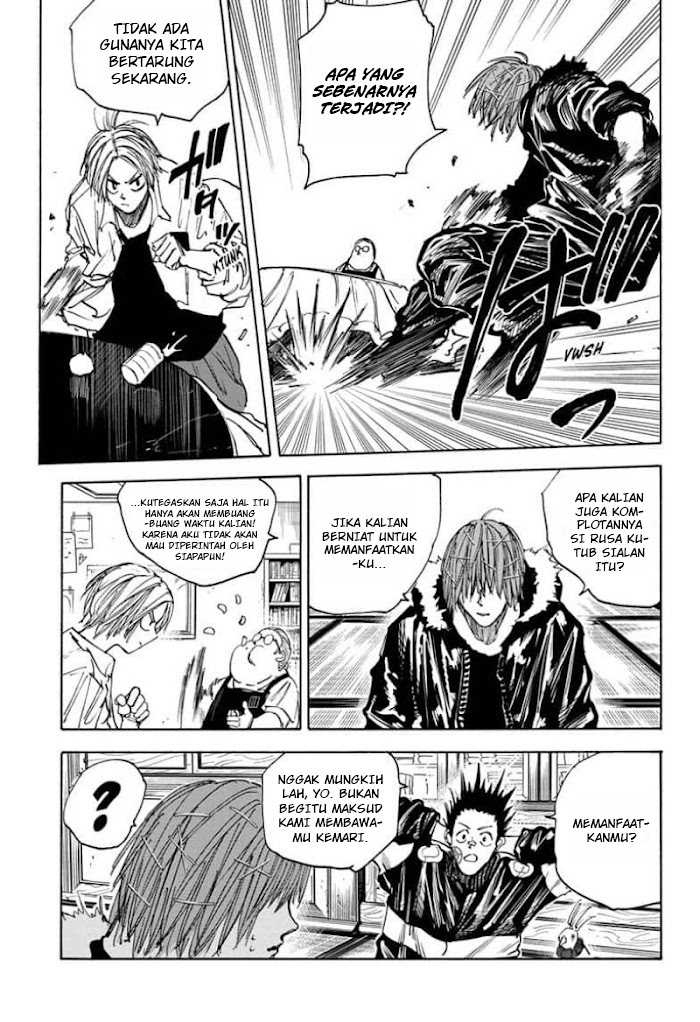 APA YANG
SEBENARNYA
TERJADI?!
VWSH
TIDAK ADA
GUNANYA KITA
BERTARUNG
SEKARANG.
KTUNK
APA KALIAN
JUGA KOM-
PLOTANNYA
SI RUSA KU-
TUB SIALAN
ITU?
JIKA KALIAN
BERNIAT UNTUK
MEMANFAATKAN
-KU...
...KUTEGASKAN SAJA HAL ITU
HANYA AKAN MEMBUANG
-BUANG WAKTU KALIAN!
KARENA AKU TIDAK AKAN
MAU DIPERINTAH OLEH
SIAPAPUN!
MEMANFAAT-
KANMU?
NGGAK MUNGKIH
LAH, YO. BUKAN
BEGITU MAKSUD
KAMI MEMBAWA-
MU KEMARI.
?